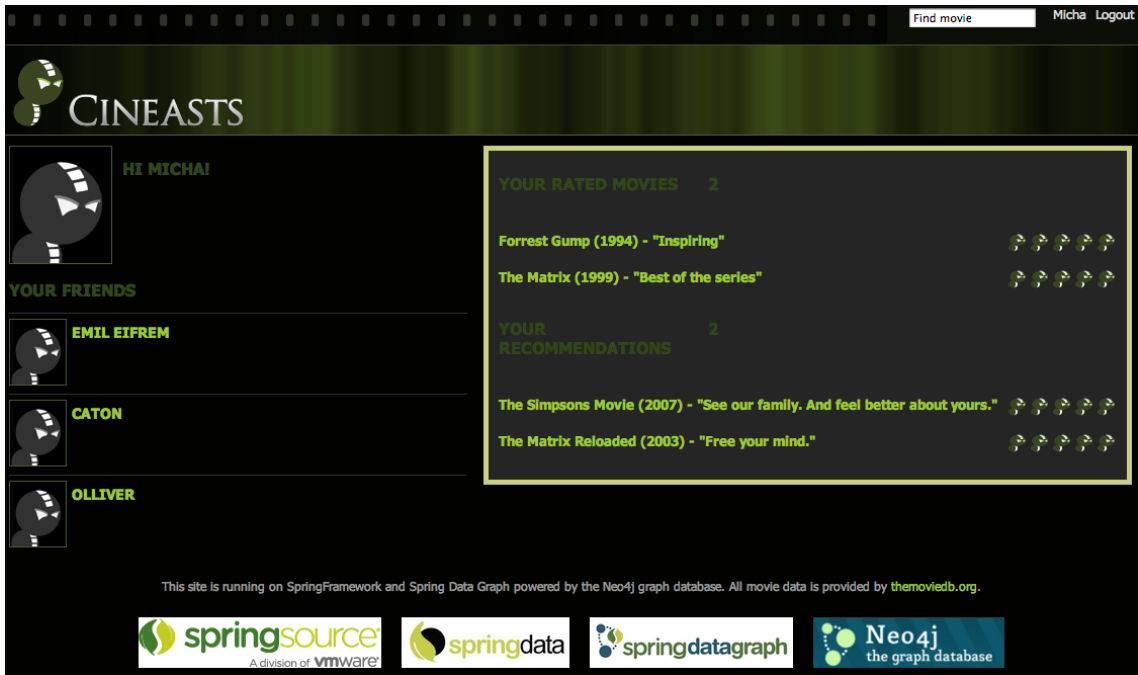 Find movie
Micha Logout
CINEASTS
HI MICHA!
YOUR FRIENDS
EMIL EIFREM
CATON
OLLIVER
YOUR RATED MOVIES 2
Forrest Gump (1994) - "Inspiring"
The Matrix (1999) - "Best of the series"
YOUR 2
RECOMMENDATIONS
The Simpsons Movie (2007) - "See our family. And feel better about yours."
The Matrix Reloaded (2003) - "Free your mind."
This site is running on SpringFramework and Spring Data Graph powered by the Neo4j graph database. All movie data is provided by themoviedb.org.
springsource
A division of vmware
springdata
springdatagraph
Neo4j
the graph database